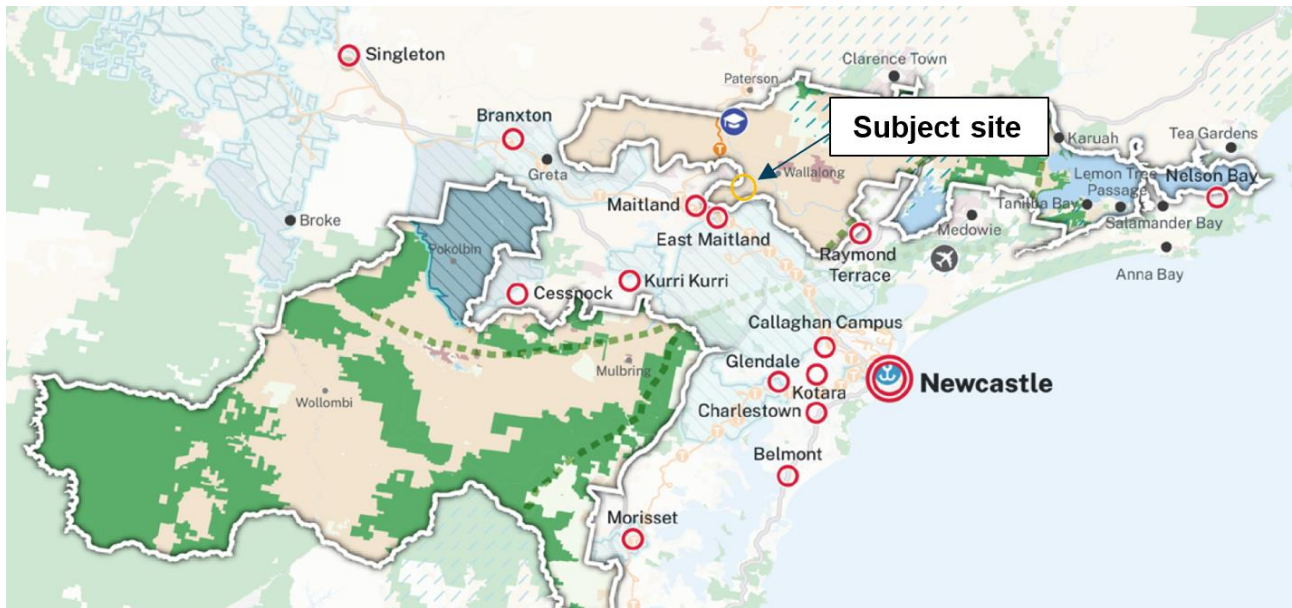 Singleton
Clarence Town
Paterson
Branxton
Subject site
Karuah
Tea Gardens
Greta
Wallalong
Lemon Tree
Passage
Nelson Bay
Maitland
Tanilba Bay
Broke
East Maitland
Salamander Bay
Medowie
Pokolbin
Raymond
Terrace
Anna Bay
Kurri Kurri
Cessnock
Callaghan Campus
Glendale
Mulbring
Newcastle
Kotara
Wollombi
Charlestown
Belmont
Morisset